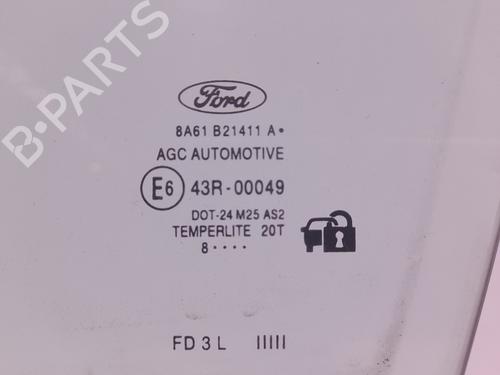 B-PARTS
Ford
8A61 B21411 A•
AGC AUTOMOTIVE
E6 43R-00049
DOT-24 M25 AS2
TEMPERLITE 20T
8 ••••
FD 3 L IIIII